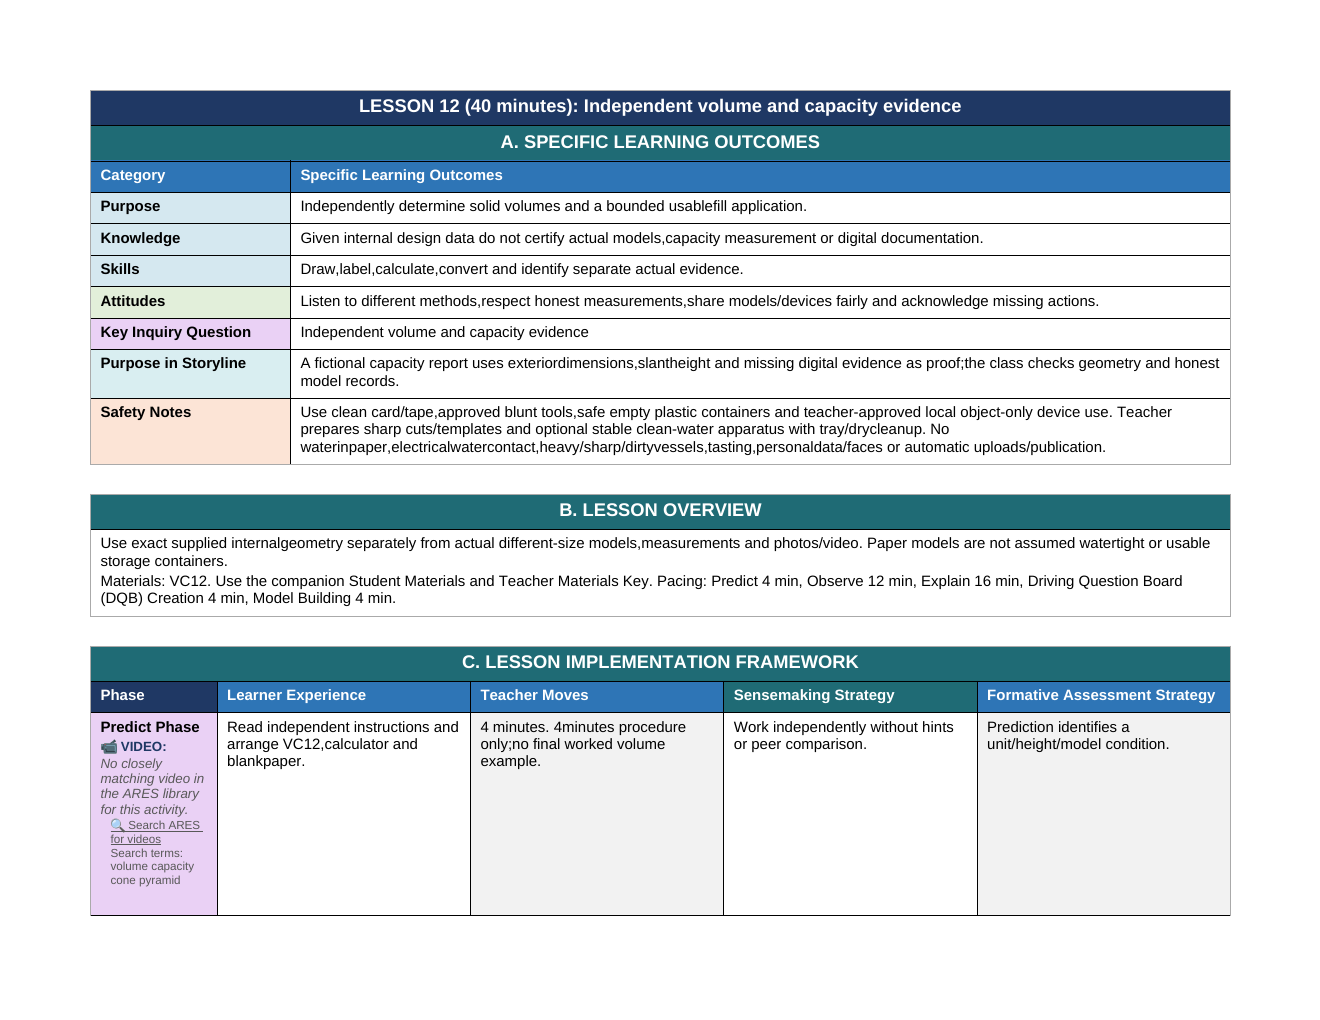 LESSON 12 (40 minutes): Independent volume and capacity evidence
A. SPECIFIC LEARNING OUTCOMES
Category
Specific Learning Outcomes
Purpose
Independently determine solid volumes and a bounded usablefill application.
Knowledge
Given internal design data do not certify actual models,capacity measurement or digital documentation.
Skills
Draw,label,calculate,convert and identify separate actual evidence.
Attitudes
Listen to different methods,respect honest measurements,share models/devices fairly and acknowledge missing actions.
Key Inquiry Question
Independent volume and capacity evidence
Purpose in Storyline
A fictional capacity report uses exteriordimensions,slantheight and missing digital evidence as proof;the class checks geometry and honest
model records.
Safety Notes
Use clean card/tape,approved blunt tools,safe empty plastic containers and teacher-approved local object-only device use. Teacher
prepares sharp cuts/templates and optional stable clean-water apparatus with tray/drycleanup. No
waterinpaper,electricalwatercontact,heavy/sharp/dirtyvessels,tasting,personaldata/faces or automatic uploads/publication.
B. LESSON OVERVIEW
Use exact supplied internalgeometry separately from actual different-size models,measurements and photos/video. Paper models are not assumed watertight or usable
storage containers.
Materials: VC12. Use the companion Student Materials and Teacher Materials Key. Pacing: Predict 4 min, Observe 12 min, Explain 16 min, Driving Question Board
(DQB) Creation 4 min, Model Building 4 min.
C. LESSON IMPLEMENTATION FRAMEWORK
Phase
Learner Experience
Teacher Moves
Sensemaking Strategy
Formative Assessment Strategy
Predict Phase
📹 VIDEO:
No closely
matching video in
the ARES library
for this activity.
🔍 Search ARES
for videos
Search terms:
volume capacity
cone pyramid
Read independent instructions and
arrange VC12,calculator and
blankpaper.
4 minutes. 4minutes procedure
only;no final worked volume
example.
Work independently without hints
or peer comparison.
Prediction identifies a
unit/height/model condition.